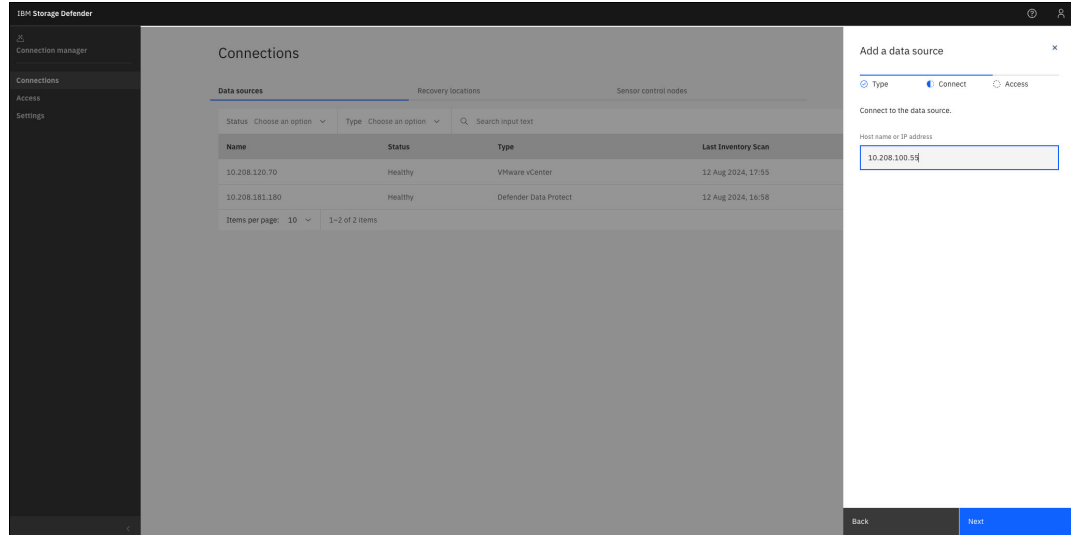 IBM Storage Defender
Connection manager
Connections
Access
Settings
Connections
Data sources Recovery locations Sensor control nodes
Status Choose an option Type Choose an option Search input text
Name Status Type Last Inventory Scan
10.208.120.70 Healthy VMware vCenter 12 Aug 2024, 17:55
10.208.181.180 Healthy Defender Data Protect 12 Aug 2024, 16:58
Items per page: 10 1–2 of 2 items
Add a data source
Type Connect Access
Connect to the data source.
Host name or IP address
10.208.100.55
Back Next